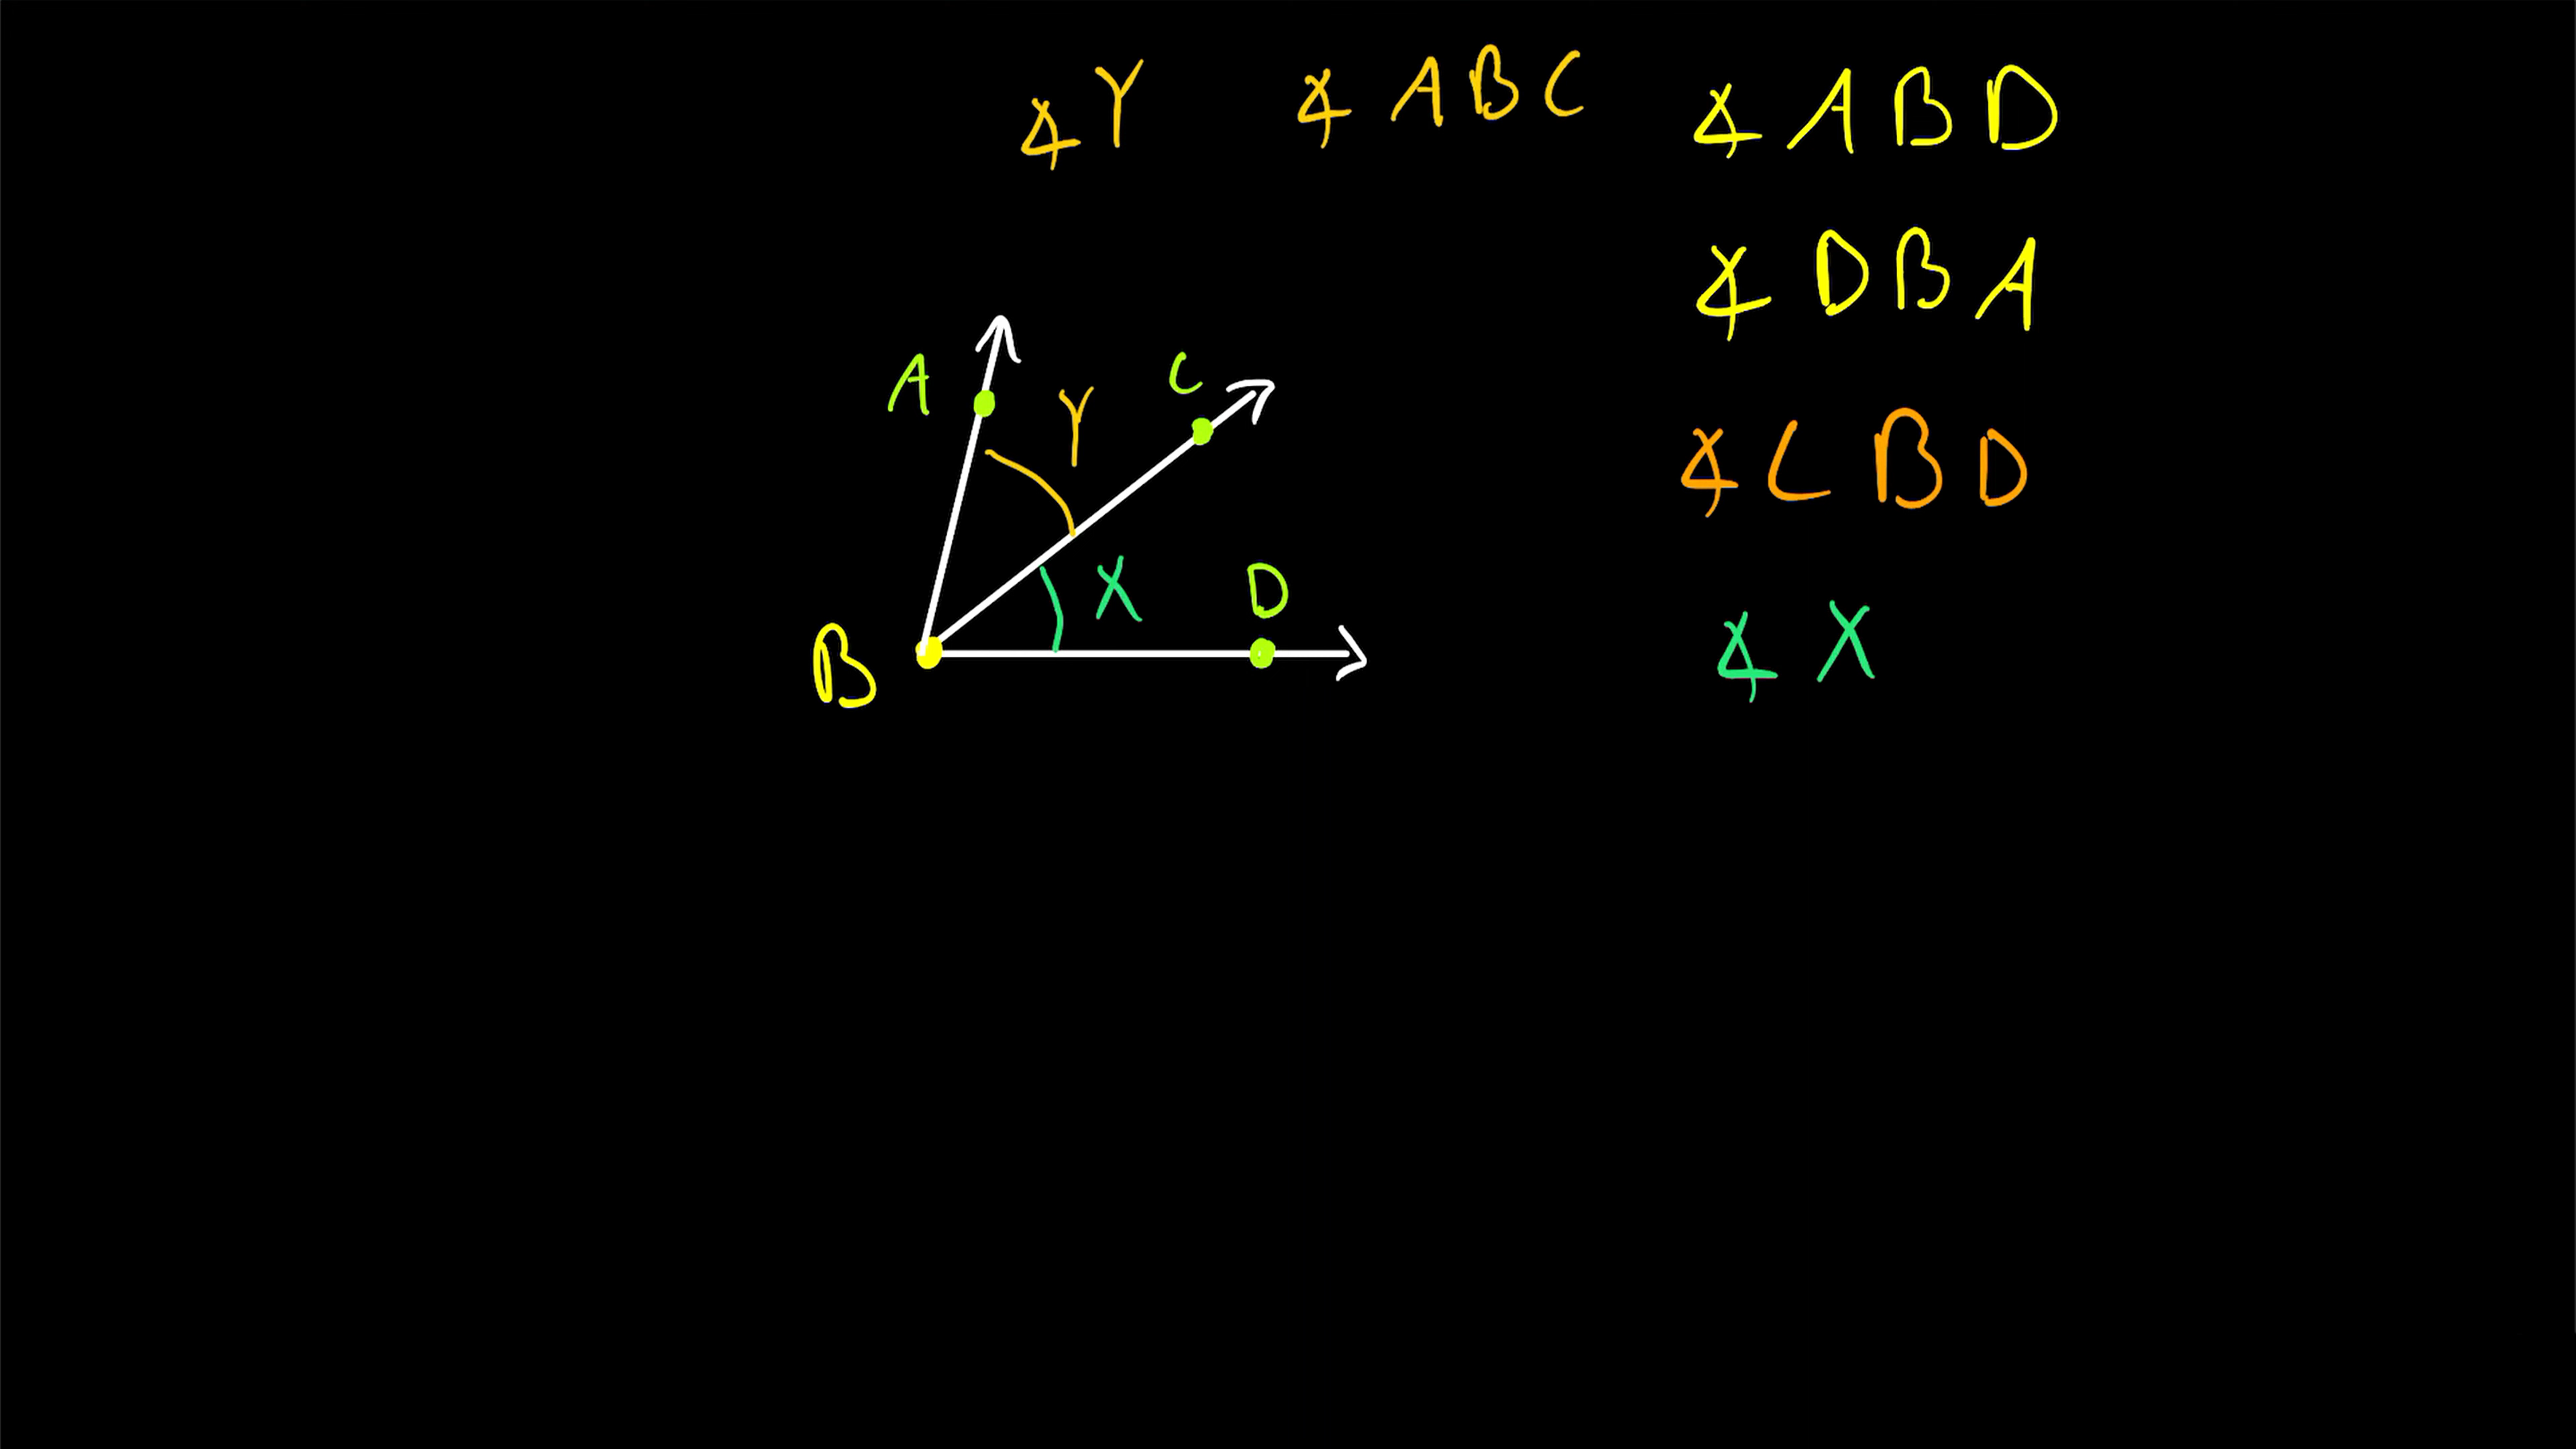 ∡Y ∡ABC ∡ABD
∡DBA
A Y C
∡CBD
X D
B
∡X